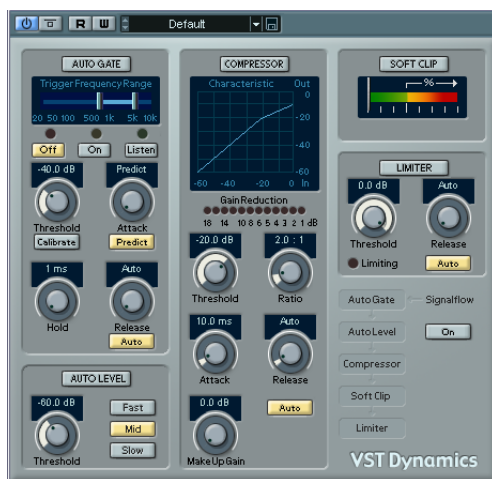 R W Default
AUTO GATE
Trigger Frequency Range
20 50 100 500 1k 5k 10k
Off On Listen
-40.0 dB Predict
Threshold Attack
Calibrate Predict
1 ms Auto
Hold Release
Auto
AUTO LEVEL
-60.0 dB
Fast
Mid
Slow
Threshold
COMPRESSOR
Characteristic Out
0
-20
-40
-60
-60 -40 -20 0 In
Gain Reduction
18 14 10 8 6 5 4 3 2 1 dB
-20.0 dB 2.0 : 1
Threshold Ratio
10.0 ms Auto
Attack Release
0.0 dB
Auto
MakeUp Gain
SOFT CLIP
%
LIMITER
0.0 dB Auto
Threshold Release
Limiting Auto
Auto Gate Signalflow
Auto Level On
Compressor
Soft Clip
Limiter
VST Dynamics